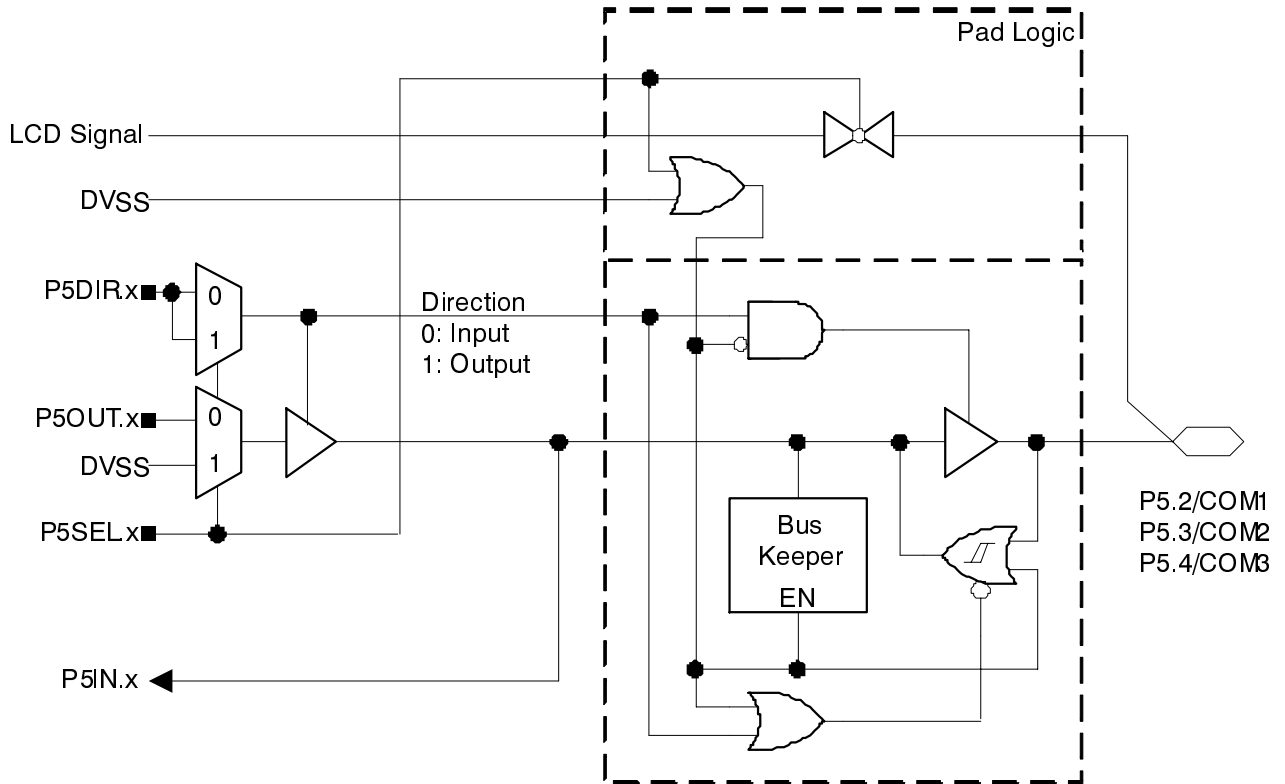 Pad Logic
LCD Signal
DVSS
P5DIR.x
0
1
Direction
0: Input
1: Output
P5OUT.x
0
DVSS
1
P5SEL.x
Bus
Keeper
EN
P5.2/COM1
P5.3/COM2
P5.4/COM3
P5IN.x